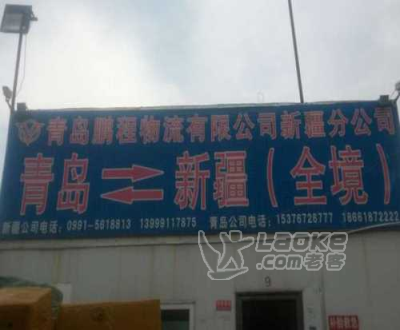 青岛鹏程物流有限公司新疆分公司
青岛⇄新疆（全境）
新疆公司电话：0991-5818813 13999117875 青岛公司电话：15376726777 16661872222
LAOKE
.com老客
9